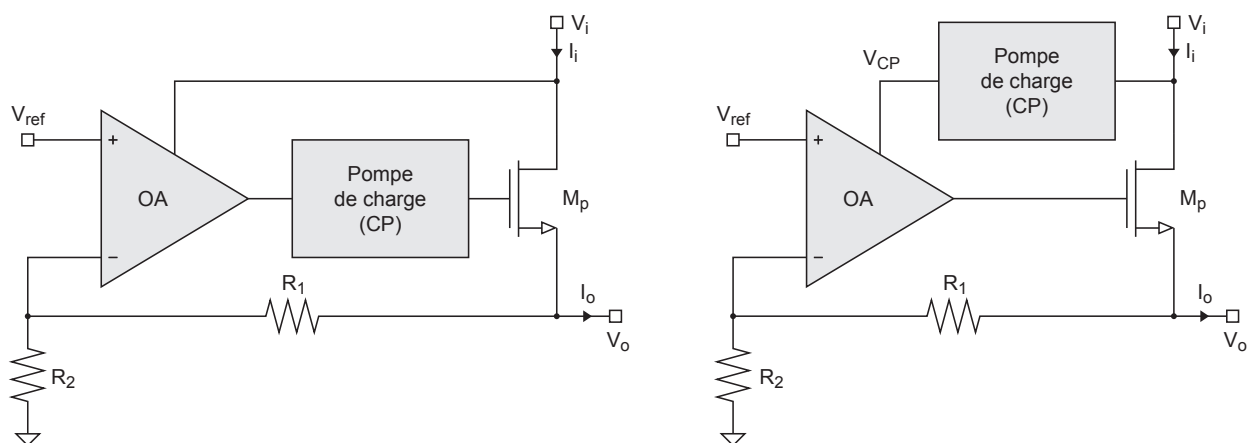 V_i
I_i
V_ref
+
OA
−
Pompe
de charge
(CP)
M_p
R_1
I_o
V_o
R_2
V_i
I_i
V_CP
Pompe
de charge
(CP)
V_ref
+
OA
−
M_p
R_1
I_o
V_o
R_2